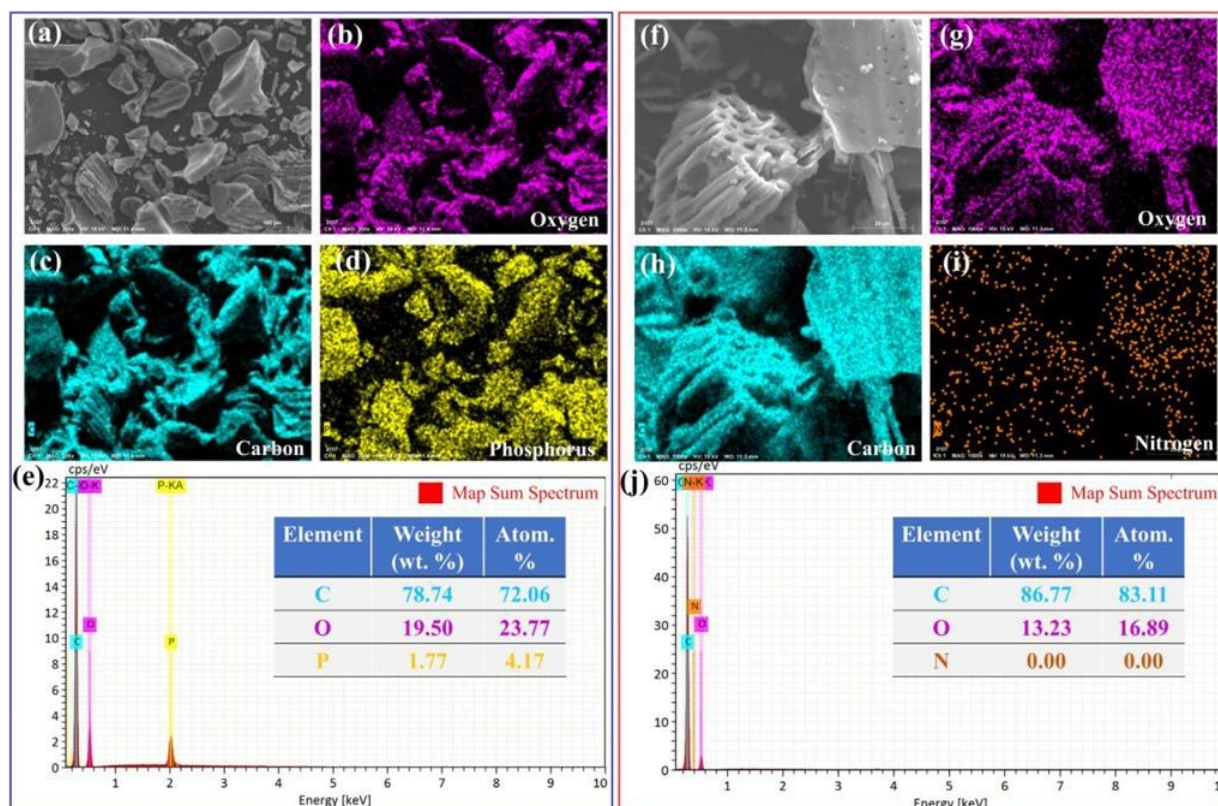 (a)
(b)
Oxygen
(c)
Carbon
(d)
Phosphorus
(e)
cps/eV
22
20
18
16
14
12
10
8
6
4
2
0
C- O-K P-KA
O
C
P
Map Sum Spectrum
Element Weight (wt. %) Atom. %
C 78.74 72.06
O 19.50 23.77
P 1.77 4.17
1 2 3 4 5 6 7 8 9 10
Energy [keV]
(f)
(g)
Oxygen
(h)
Carbon
(i)
Nitrogen
(j)
cps/eV
60
50
40
30
20
10
0
N-K
N
O
C
Map Sum Spectrum
Element Weight (wt. %) Atom. %
C 86.77 83.11
O 13.23 16.89
N 0.00 0.00
1 2 3 4 5 6 7 8 9 1
Energy [keV]